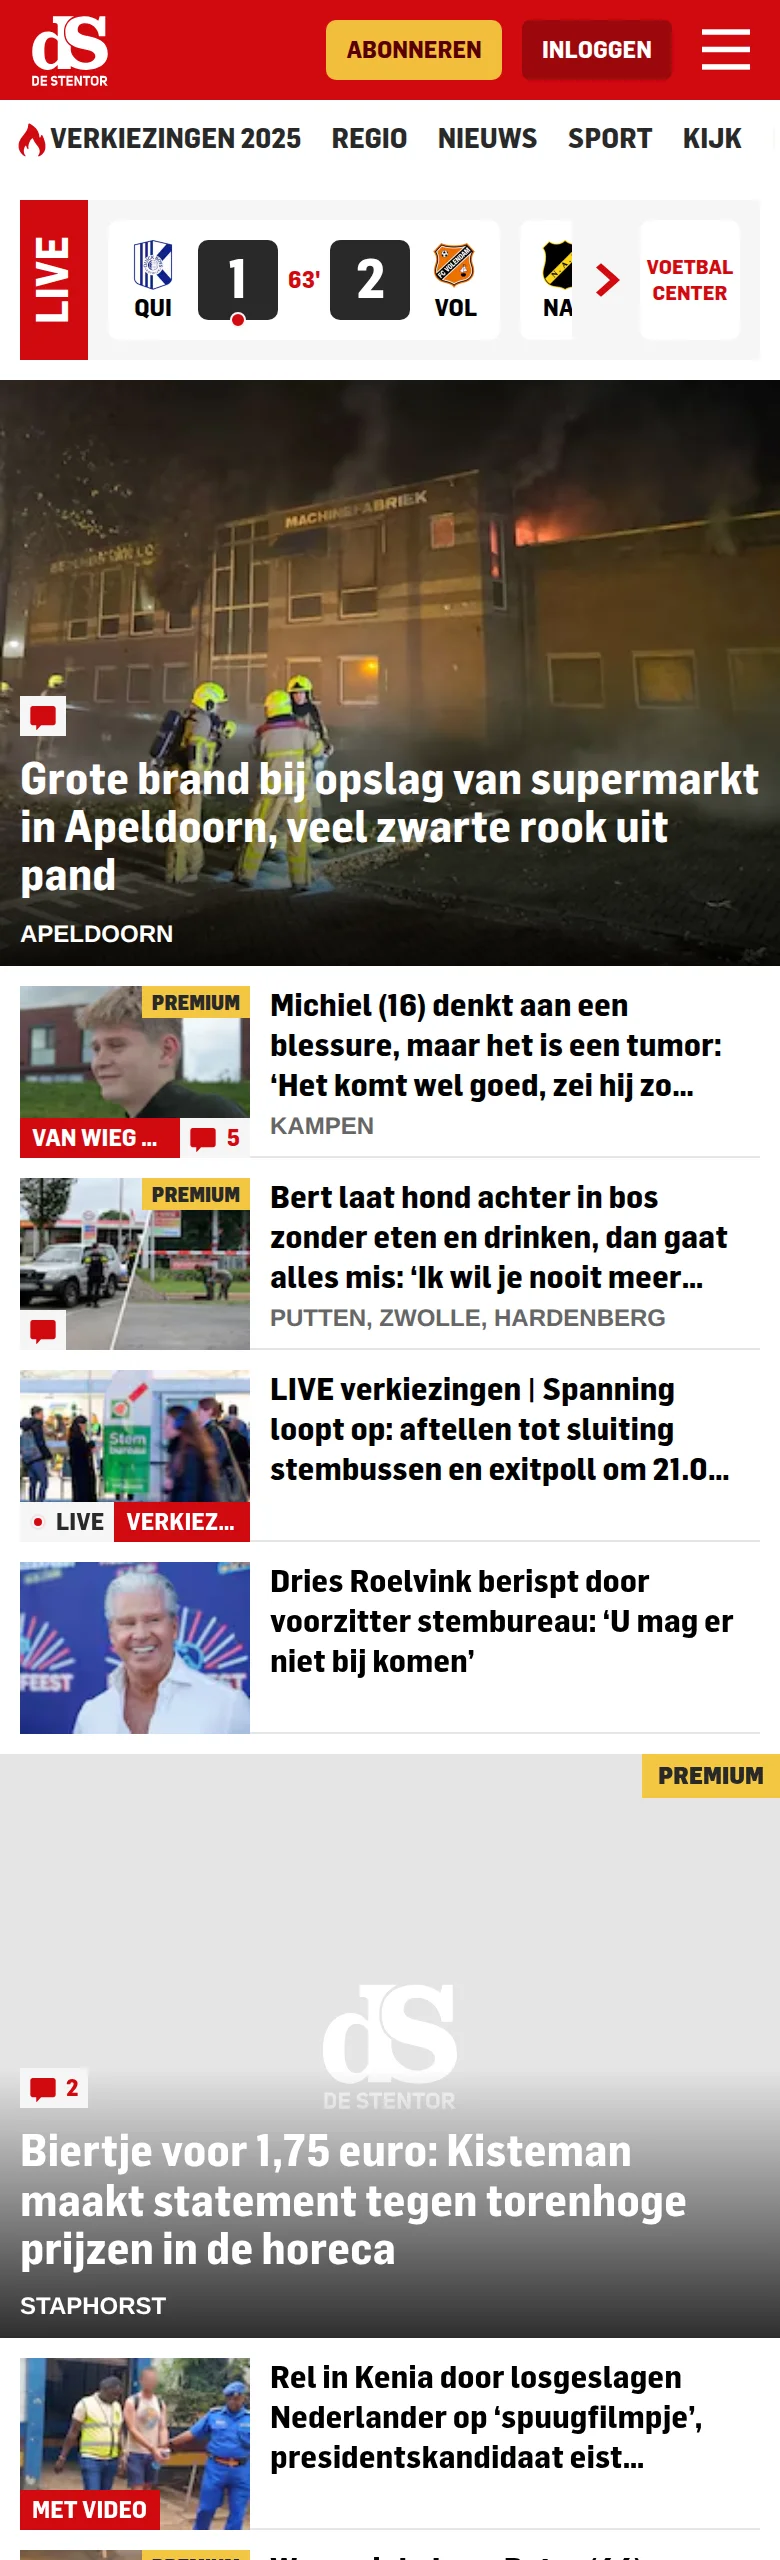 dS
DE STENTOR
ABONNEREN
INLOGGEN
VERKIEZINGEN 2025 REGIO NIEUWS SPORT KIJK
LIVE
QUI
1
63'
2
VOL
NA
VOETBAL
CENTER
MACHINEFABRIEK
Grote brand bij opslag van supermarkt
in Apeldoorn, veel zwarte rook uit
pand
APELDOORN
PREMIUM
VAN WIEG ...
5
Michiel (16) denkt aan een
blessure, maar het is een tumor:
‘Het komt wel goed, zei hij zo...
KAMPEN
PREMIUM
Bert laat hond achter in bos
zonder eten en drinken, dan gaat
alles mis: ‘Ik wil je nooit meer...
PUTTEN, ZWOLLE, HARDENBERG
Stem
bureau
LIVE
VERKIEZ...
LIVE verkiezingen | Spanning
loopt op: aftellen tot sluiting
stembussen en exitpoll om 21.0...
FEEST
Dries Roelvink berispt door
voorzitter stembureau: ‘U mag er
niet bij komen’
PREMIUM
dS
DE STENTOR
2
Biertje voor 1,75 euro: Kisteman
maakt statement tegen torenhoge
prijzen in de horeca
STAPHORST
MET VIDEO
Rel in Kenia door losgeslagen
Nederlander op ‘spuugfilmpje’,
presidentskandidaat eist...
PREMIUM